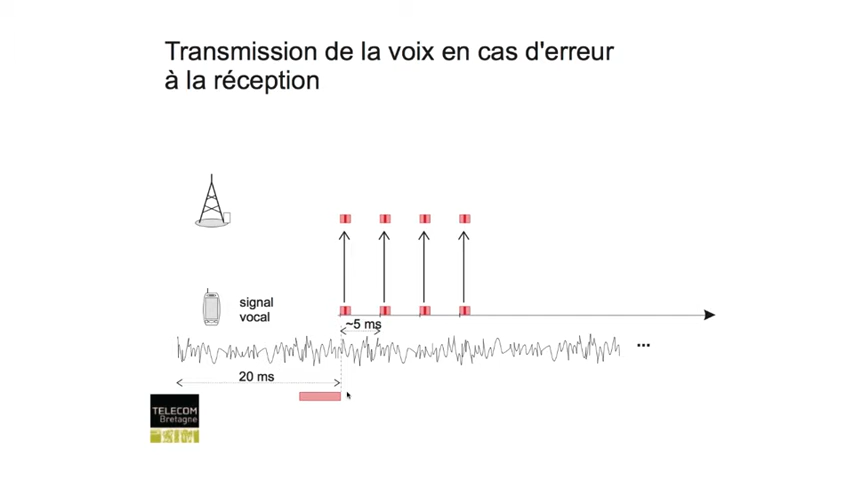 Transmission de la voix en cas d'erreur
à la réception
signal
vocal
~5 ms
...
20 ms
TELECOM
Bretagne